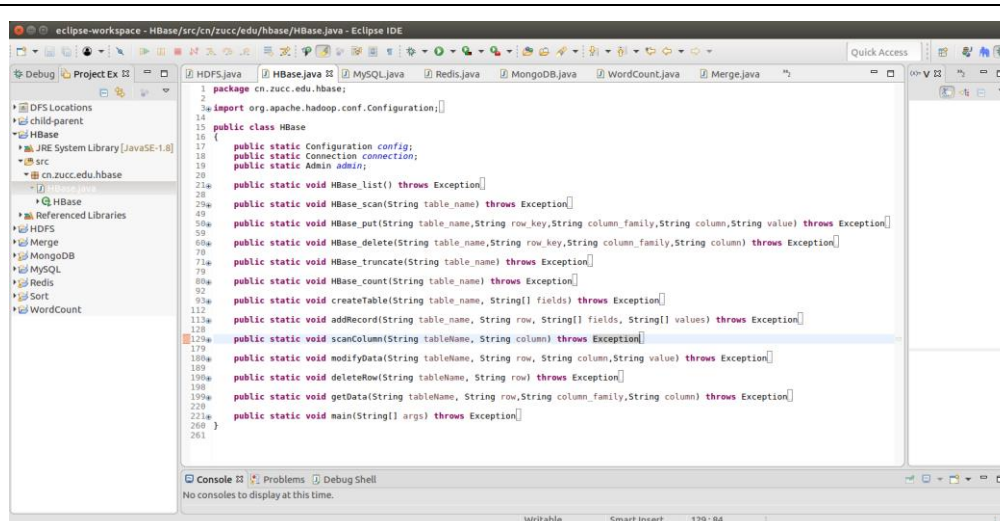 eclipse-workspace - HBase/src/cn/zucc/edu/hbase/HBase.java - Eclipse IDE
Quick Access
Debug Project Ex
HDFS.java HBase.java MySQL.java Redis.java MongoDB.java WordCount.java Merge.java
DFS Locations
child-parent
HBase
JRE System Library [JavaSE-1.8]
src
cn.zucc.edu.hbase
HBase.java
HBase
Referenced Libraries
HDFS
Merge
MongoDB
MySQL
Redis
Sort
WordCount
1 package cn.zucc.edu.hbase;
2
3 import org.apache.hadoop.conf.Configuration;
14
15 public class HBase
16 {
17 public static Configuration config;
18 public static Connection connection;
19 public static Admin admin;
20
21 public static void HBase_list() throws Exception
28
29 public static void HBase_scan(String table_name) throws Exception
49
50 public static void HBase_put(String table_name,String row_key,String column_family,String column,String value) throws Exception
59
60 public static void HBase_delete(String table_name,String row_key,String column_family,String column) throws Exception
70
71 public static void HBase_truncate(String table_name) throws Exception
79
80 public static void HBase_count(String table_name) throws Exception
92
93 public static void createTable(String table_name, String[] fields) throws Exception
112
113 public static void addRecord(String table_name, String row, String[] fields, String[] values) throws Exception
128
129 public static void scanColumn(String tableName, String column) throws Exception
179
180 public static void modifyData(String tableName, String row, String column,String value) throws Exception
189
190 public static void deleteRow(String tableName, String row) throws Exception
198
199 public static void getData(String tableName, String row,String column_family,String column) throws Exception
220
221 public static void main(String[] args) throws Exception
260 }
261
Console Problems Debug Shell
No consoles to display at this time.
Writable Smart Insert 129 : 84